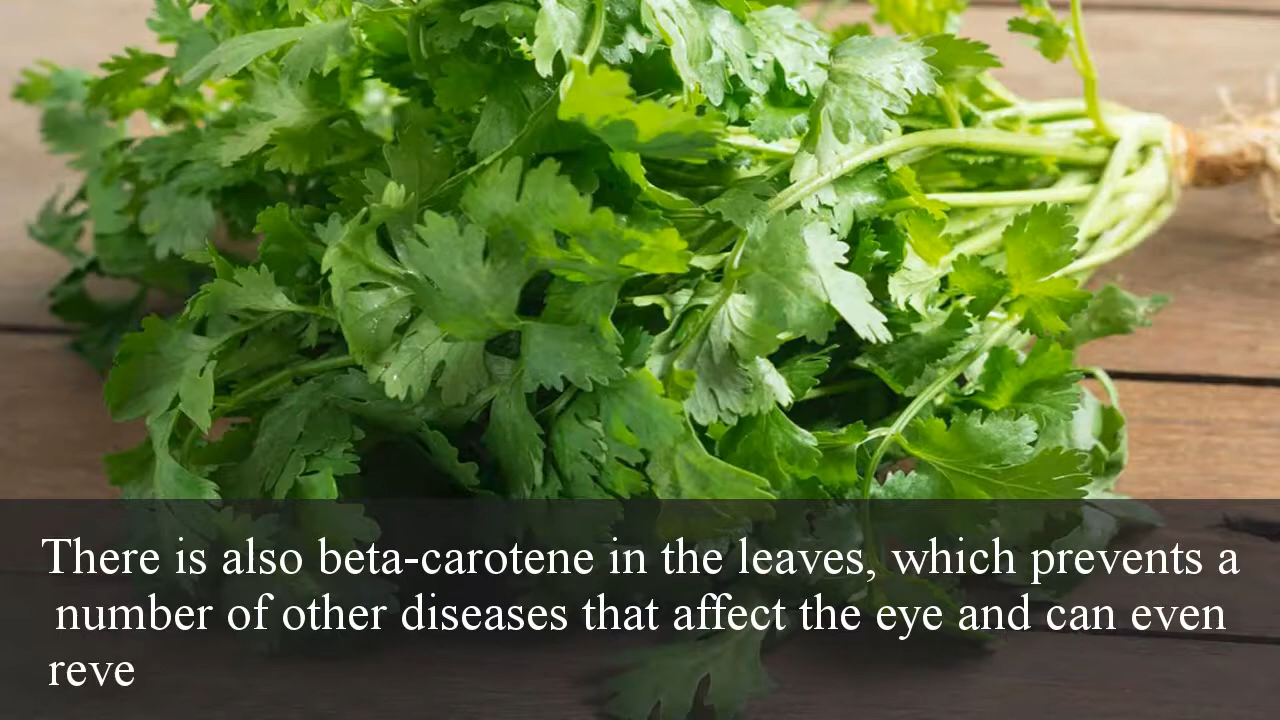 There is also beta-carotene in the leaves, which prevents a
number of other diseases that affect the eye and can even
reve